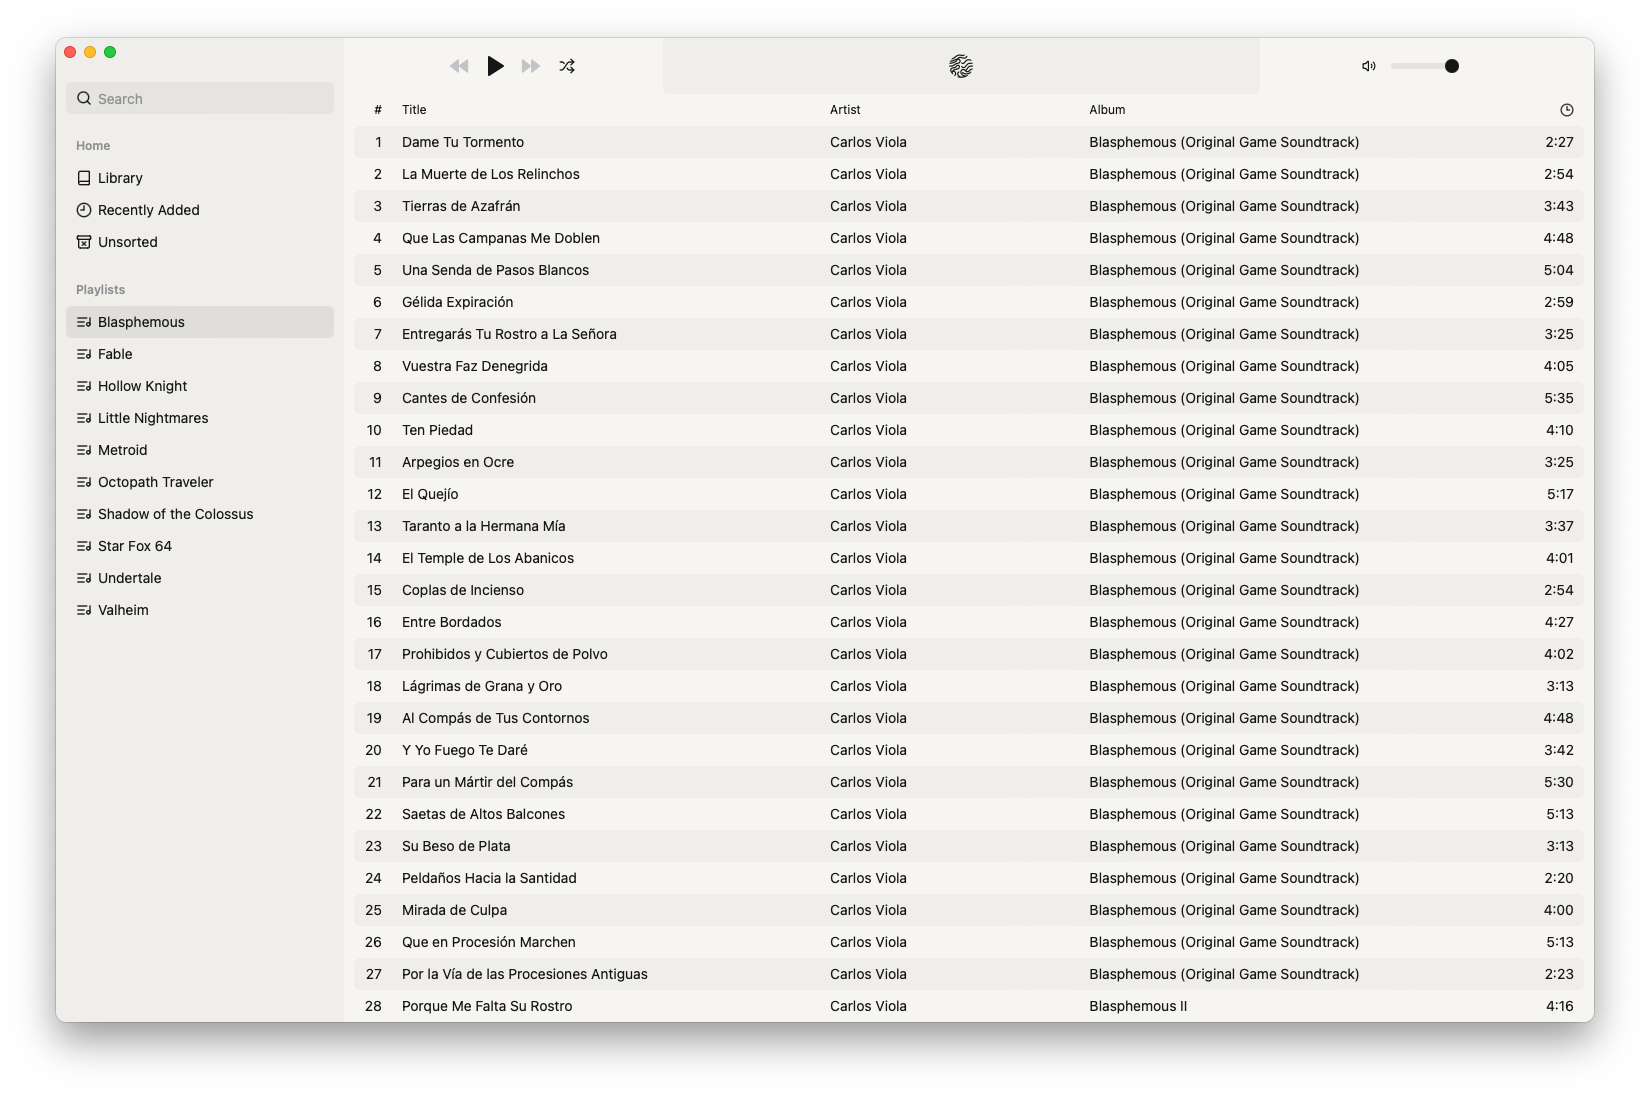 Search
Home
Library
Recently Added
Unsorted
Playlists
Blasphemous
Fable
Hollow Knight
Little Nightmares
Metroid
Octopath Traveler
Shadow of the Colossus
Star Fox 64
Undertale
Valheim
# Title Artist Album
1 Dame Tu Tormento Carlos Viola Blasphemous (Original Game Soundtrack) 2:27
2 La Muerte de Los Relinchos Carlos Viola Blasphemous (Original Game Soundtrack) 2:54
3 Tierras de Azafrán Carlos Viola Blasphemous (Original Game Soundtrack) 3:43
4 Que Las Campanas Me Doblen Carlos Viola Blasphemous (Original Game Soundtrack) 4:48
5 Una Senda de Pasos Blancos Carlos Viola Blasphemous (Original Game Soundtrack) 5:04
6 Gélida Expiración Carlos Viola Blasphemous (Original Game Soundtrack) 2:59
7 Entregarás Tu Rostro a La Señora Carlos Viola Blasphemous (Original Game Soundtrack) 3:25
8 Vuestra Faz Denegrida Carlos Viola Blasphemous (Original Game Soundtrack) 4:05
9 Cantes de Confesión Carlos Viola Blasphemous (Original Game Soundtrack) 5:35
10 Ten Piedad Carlos Viola Blasphemous (Original Game Soundtrack) 4:10
11 Arpegios en Ocre Carlos Viola Blasphemous (Original Game Soundtrack) 3:25
12 El Quejío Carlos Viola Blasphemous (Original Game Soundtrack) 5:17
13 Taranto a la Hermana Mía Carlos Viola Blasphemous (Original Game Soundtrack) 3:37
14 El Temple de Los Abanicos Carlos Viola Blasphemous (Original Game Soundtrack) 4:01
15 Coplas de Incienso Carlos Viola Blasphemous (Original Game Soundtrack) 2:54
16 Entre Bordados Carlos Viola Blasphemous (Original Game Soundtrack) 4:27
17 Prohibidos y Cubiertos de Polvo Carlos Viola Blasphemous (Original Game Soundtrack) 4:02
18 Lágrimas de Grana y Oro Carlos Viola Blasphemous (Original Game Soundtrack) 3:13
19 Al Compás de Tus Contornos Carlos Viola Blasphemous (Original Game Soundtrack) 4:48
20 Y Yo Fuego Te Daré Carlos Viola Blasphemous (Original Game Soundtrack) 3:42
21 Para un Mártir del Compás Carlos Viola Blasphemous (Original Game Soundtrack) 5:30
22 Saetas de Altos Balcones Carlos Viola Blasphemous (Original Game Soundtrack) 5:13
23 Su Beso de Plata Carlos Viola Blasphemous (Original Game Soundtrack) 3:13
24 Peldaños Hacia la Santidad Carlos Viola Blasphemous (Original Game Soundtrack) 2:20
25 Mirada de Culpa Carlos Viola Blasphemous (Original Game Soundtrack) 4:00
26 Que en Procesión Marchen Carlos Viola Blasphemous (Original Game Soundtrack) 5:13
27 Por la Vía de las Procesiones Antiguas Carlos Viola Blasphemous (Original Game Soundtrack) 2:23
28 Porque Me Falta Su Rostro Carlos Viola Blasphemous II 4:16